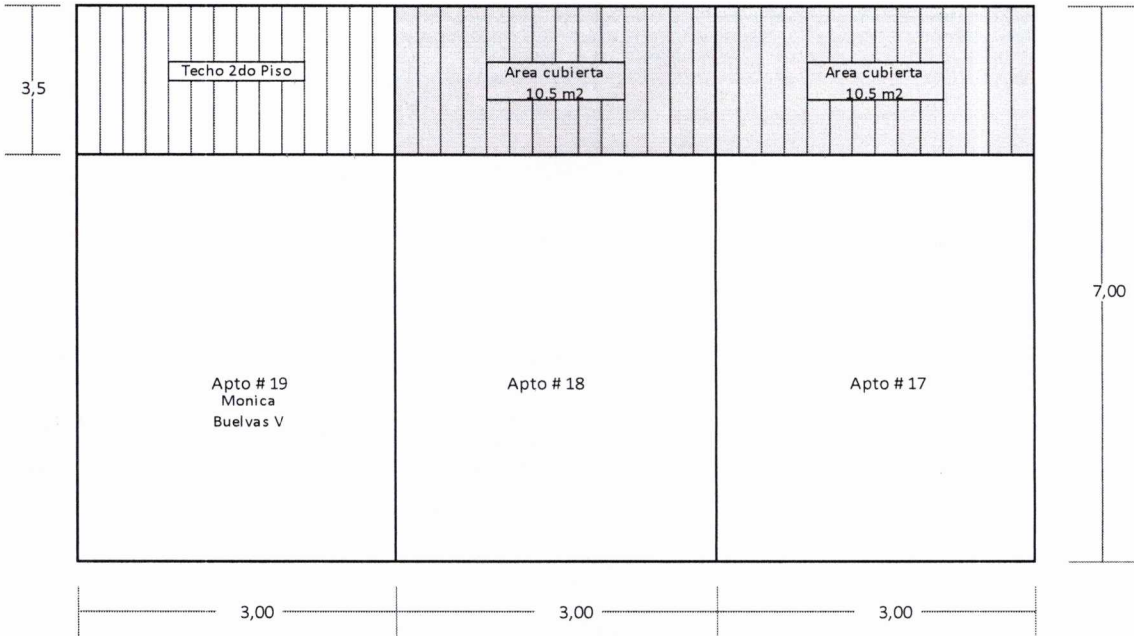 Techo 2do Piso
Area cubierta
10.5 m2
Area cubierta
10.5 m2
3,5
7,00
Apto # 19
Monica
Buelvas V
Apto # 18
Apto # 17
3,00
3,00
3,00